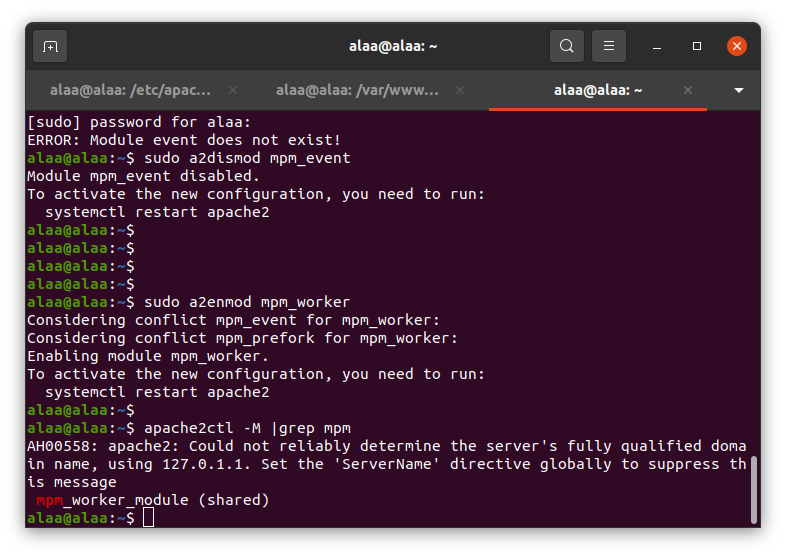 alaa@alaa: ~
alaa@alaa: /etc/apac...
alaa@alaa: /var/www...
alaa@alaa: ~
[sudo] password for alaa:
ERROR: Module event does not exist!
alaa@alaa:~$ sudo a2dismod mpm_event
Module mpm_event disabled.
To activate the new configuration, you need to run:
  systemctl restart apache2
alaa@alaa:~$
alaa@alaa:~$
alaa@alaa:~$
alaa@alaa:~$
alaa@alaa:~$ sudo a2enmod mpm_worker
Considering conflict mpm_event for mpm_worker:
Considering conflict mpm_prefork for mpm_worker:
Enabling module mpm_worker.
To activate the new configuration, you need to run:
  systemctl restart apache2
alaa@alaa:~$
alaa@alaa:~$ apache2ctl -M |grep mpm
AH00558: apache2: Could not reliably determine the server's fully qualified doma
in name, using 127.0.1.1. Set the 'ServerName' directive globally to suppress th
is message
 mpm_worker_module (shared)
alaa@alaa:~$